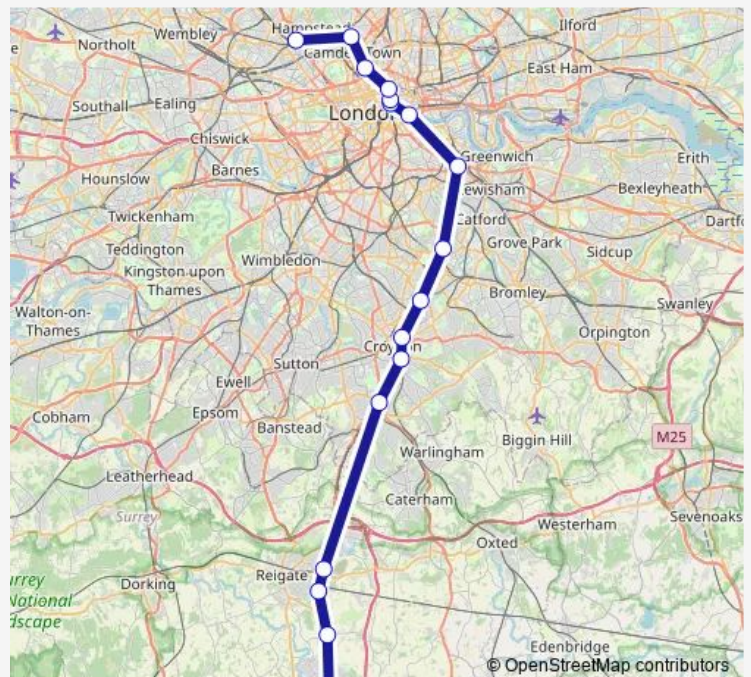 Hampstead
Ilford
Wembley
Northolt
Camden Town
East Ham
Southall
Ealing
London
Chiswick
Greenwich
Erith
Hounslow
Barnes
Lewisham
Bexleyheath
Twickenham
Catford
Dartfo
Teddington
Grove Park
Sidcup
Kingston upon
Thames
Wimbledon
Bromley
Swanley
Walton-on-
Thames
Orpington
Croydon
Sutton
Ewell
Epsom
Cobham
Banstead
Biggin Hill
M25
Warlingham
Leatherhead
Caterham
Surrey
Westerham
Sevenoaks
Oxted
Reigate
Dorking
urrey
National
dscape
Edenbridge
© OpenStreetMap contributors